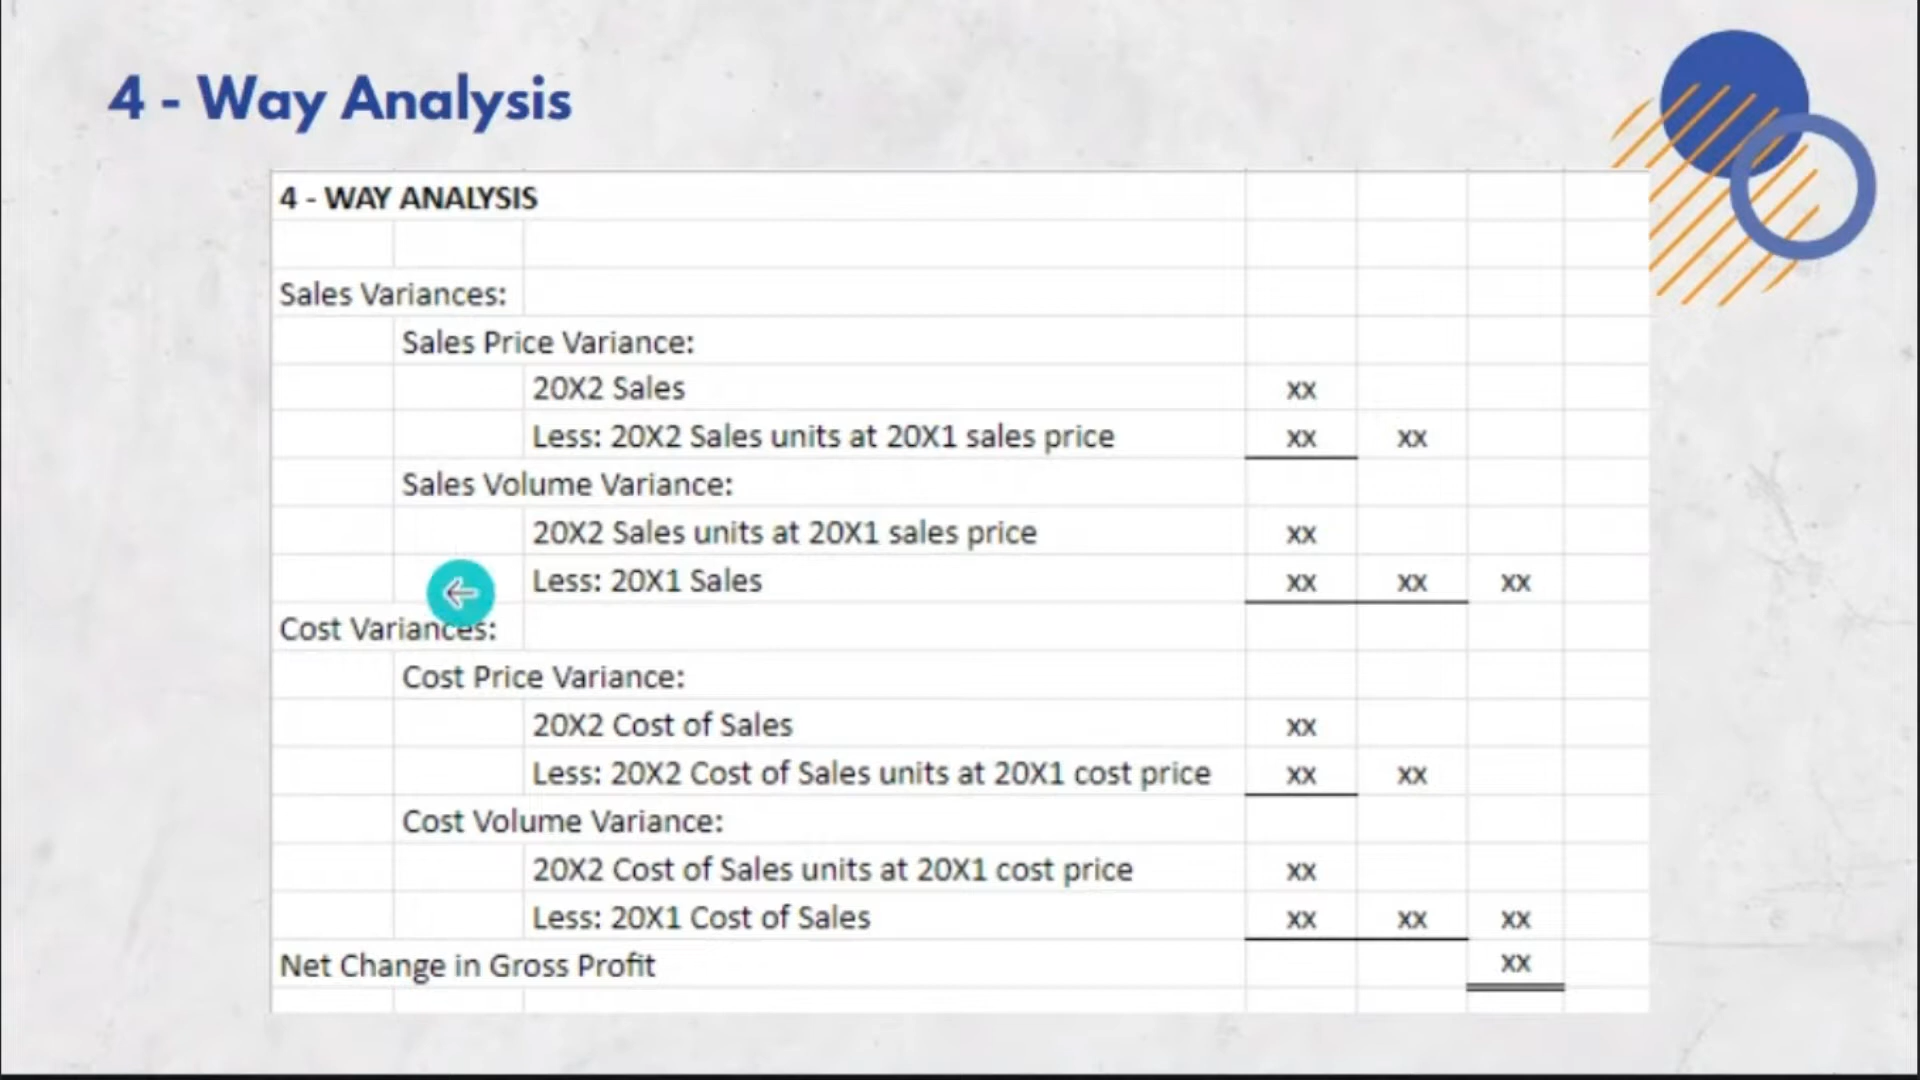 4 - Way Analysis
4 - WAY ANALYSIS
Sales Variances:
Sales Price Variance:
20X2 Sales xx
Less: 20X2 Sales units at 20X1 sales price xx xx
Sales Volume Variance:
20X2 Sales units at 20X1 sales price xx
Less: 20X1 Sales xx xx xx
Cost Variances:
Cost Price Variance:
20X2 Cost of Sales xx
Less: 20X2 Cost of Sales units at 20X1 cost price xx xx
Cost Volume Variance:
20X2 Cost of Sales units at 20X1 cost price xx
Less: 20X1 Cost of Sales xx xx xx
Net Change in Gross Profit xx